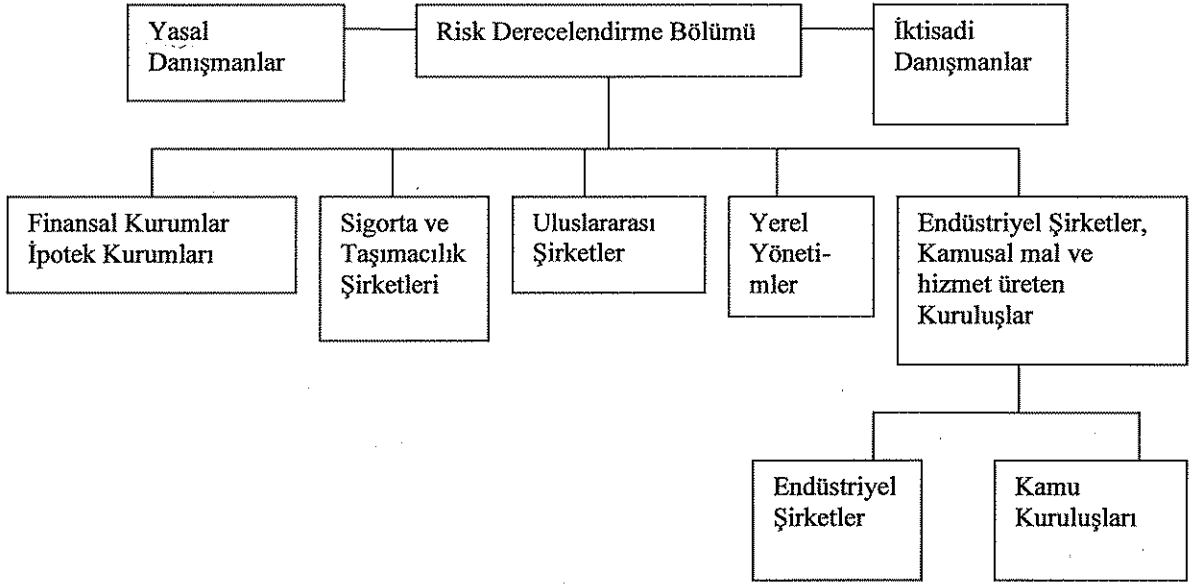 Yasal
Danışmanlar
Risk Derecelendirme Bölümü
İktisadi
Danışmanlar
Finansal Kurumlar
İpotek Kurumları
Sigorta ve
Taşımacılık
Şirketleri
Uluslararası
Şirketler
Yerel
Yöneti-
mler
Endüstriyel Şirketler,
Kamusal mal ve
hizmet üreten
Kuruluşlar
Endüstriyel
Şirketler
Kamu
Kuruluşları